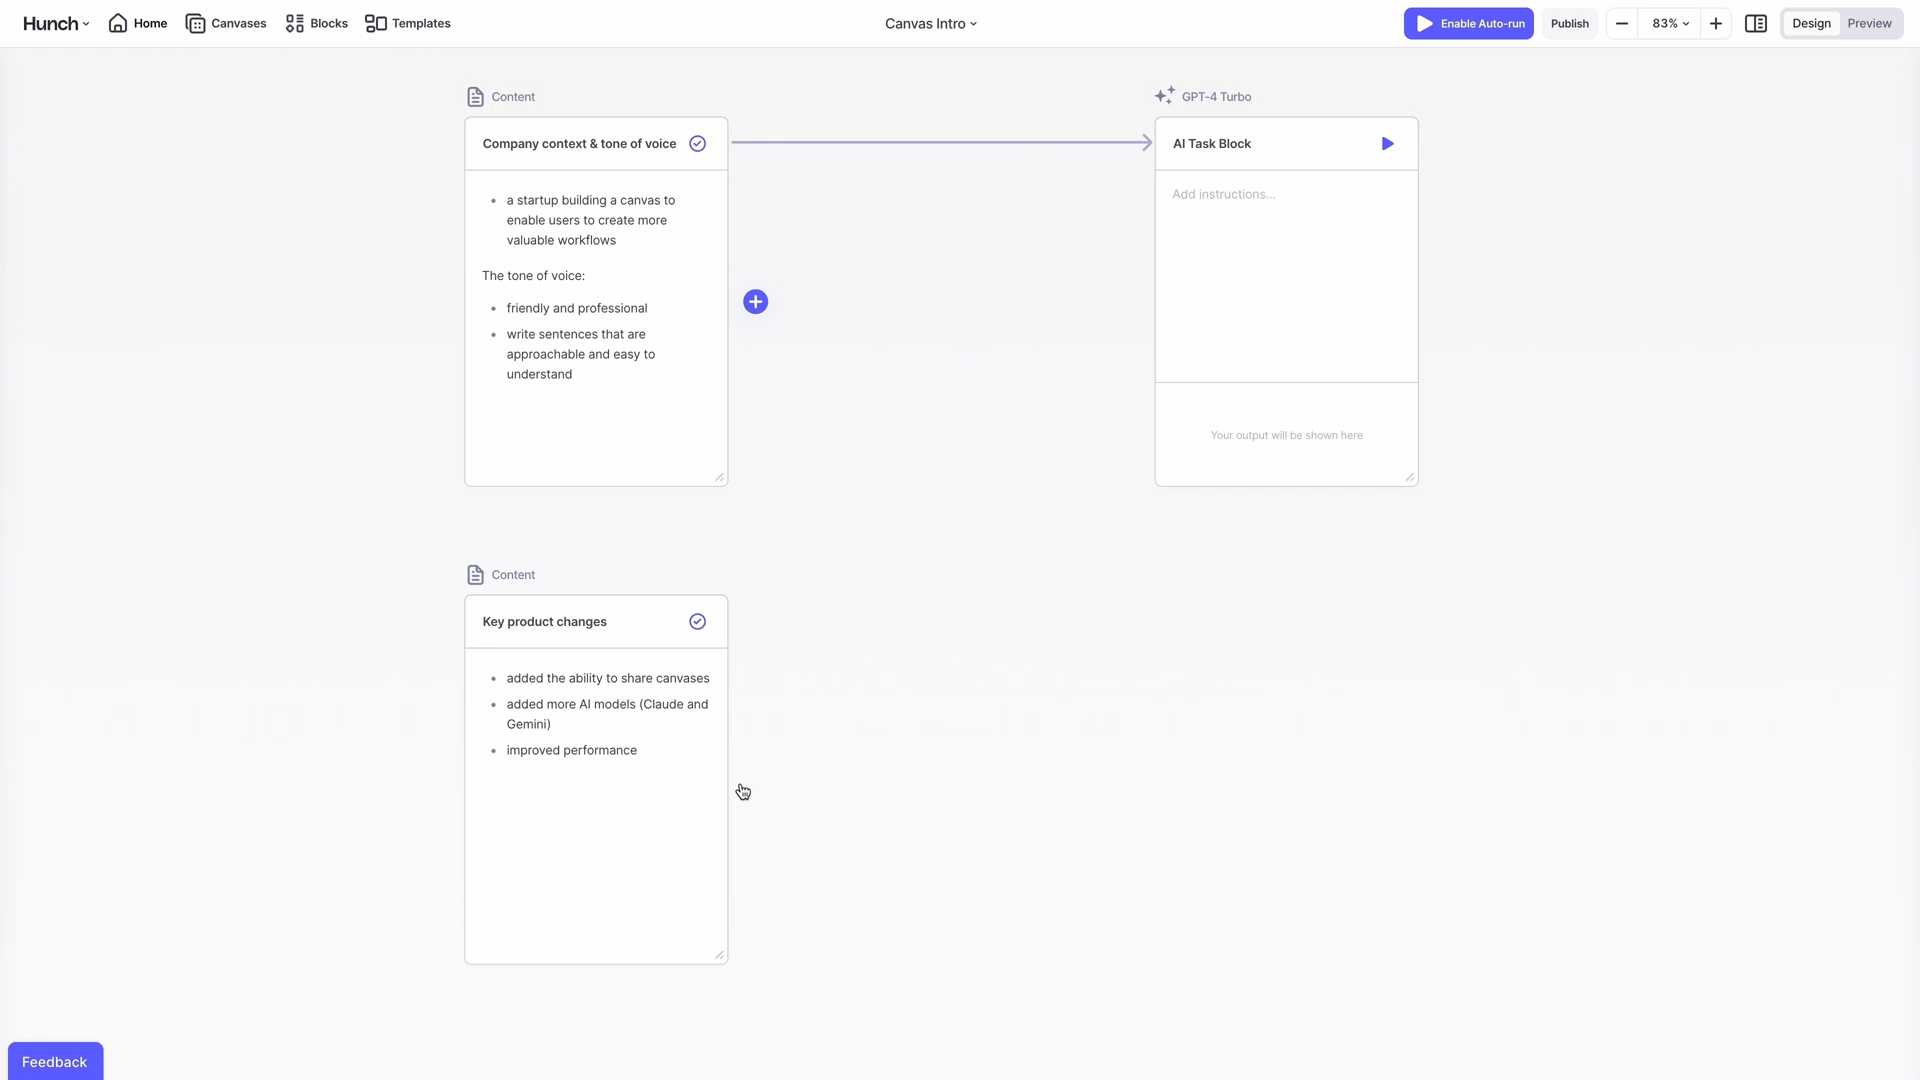 Hunch
Home
Canvases
Blocks
Templates
Canvas Intro
Enable Auto-run
Publish
83%
Design
Preview
Content
Company context & tone of voice
a startup building a canvas to
enable users to create more
valuable workflows
The tone of voice:
friendly and professional
write sentences that are
approachable and easy to
understand
GPT-4 Turbo
AI Task Block
Add instructions...
Your output will be shown here
Content
Key product changes
added the ability to share canvases
added more AI models (Claude and
Gemini)
improved performance
Feedback